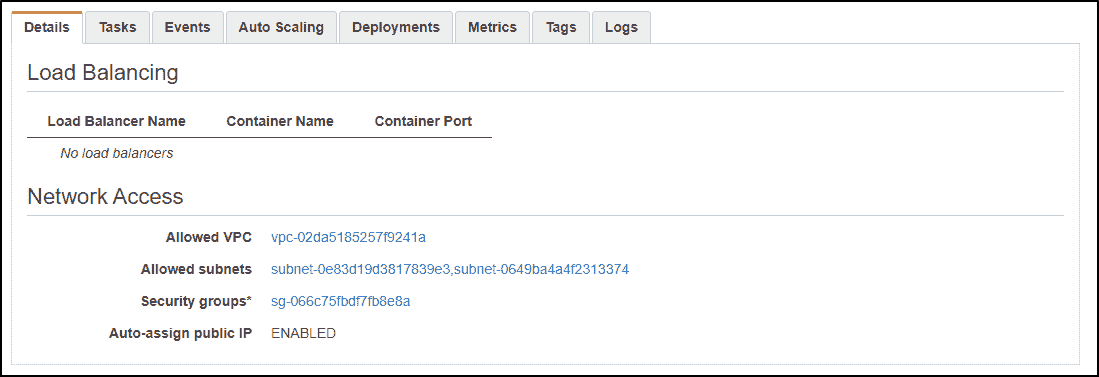 Details Tasks Events Auto Scaling Deployments Metrics Tags Logs
Load Balancing
Load Balancer Name Container Name Container Port
No load balancers
Network Access
Allowed VPC vpc-02da5185257f9241a
Allowed subnets subnet-0e83d19d3817839e3,subnet-0649ba4a4f2313374
Security groups* sg-066c75fbdf7fb8e8a
Auto-assign public IP ENABLED